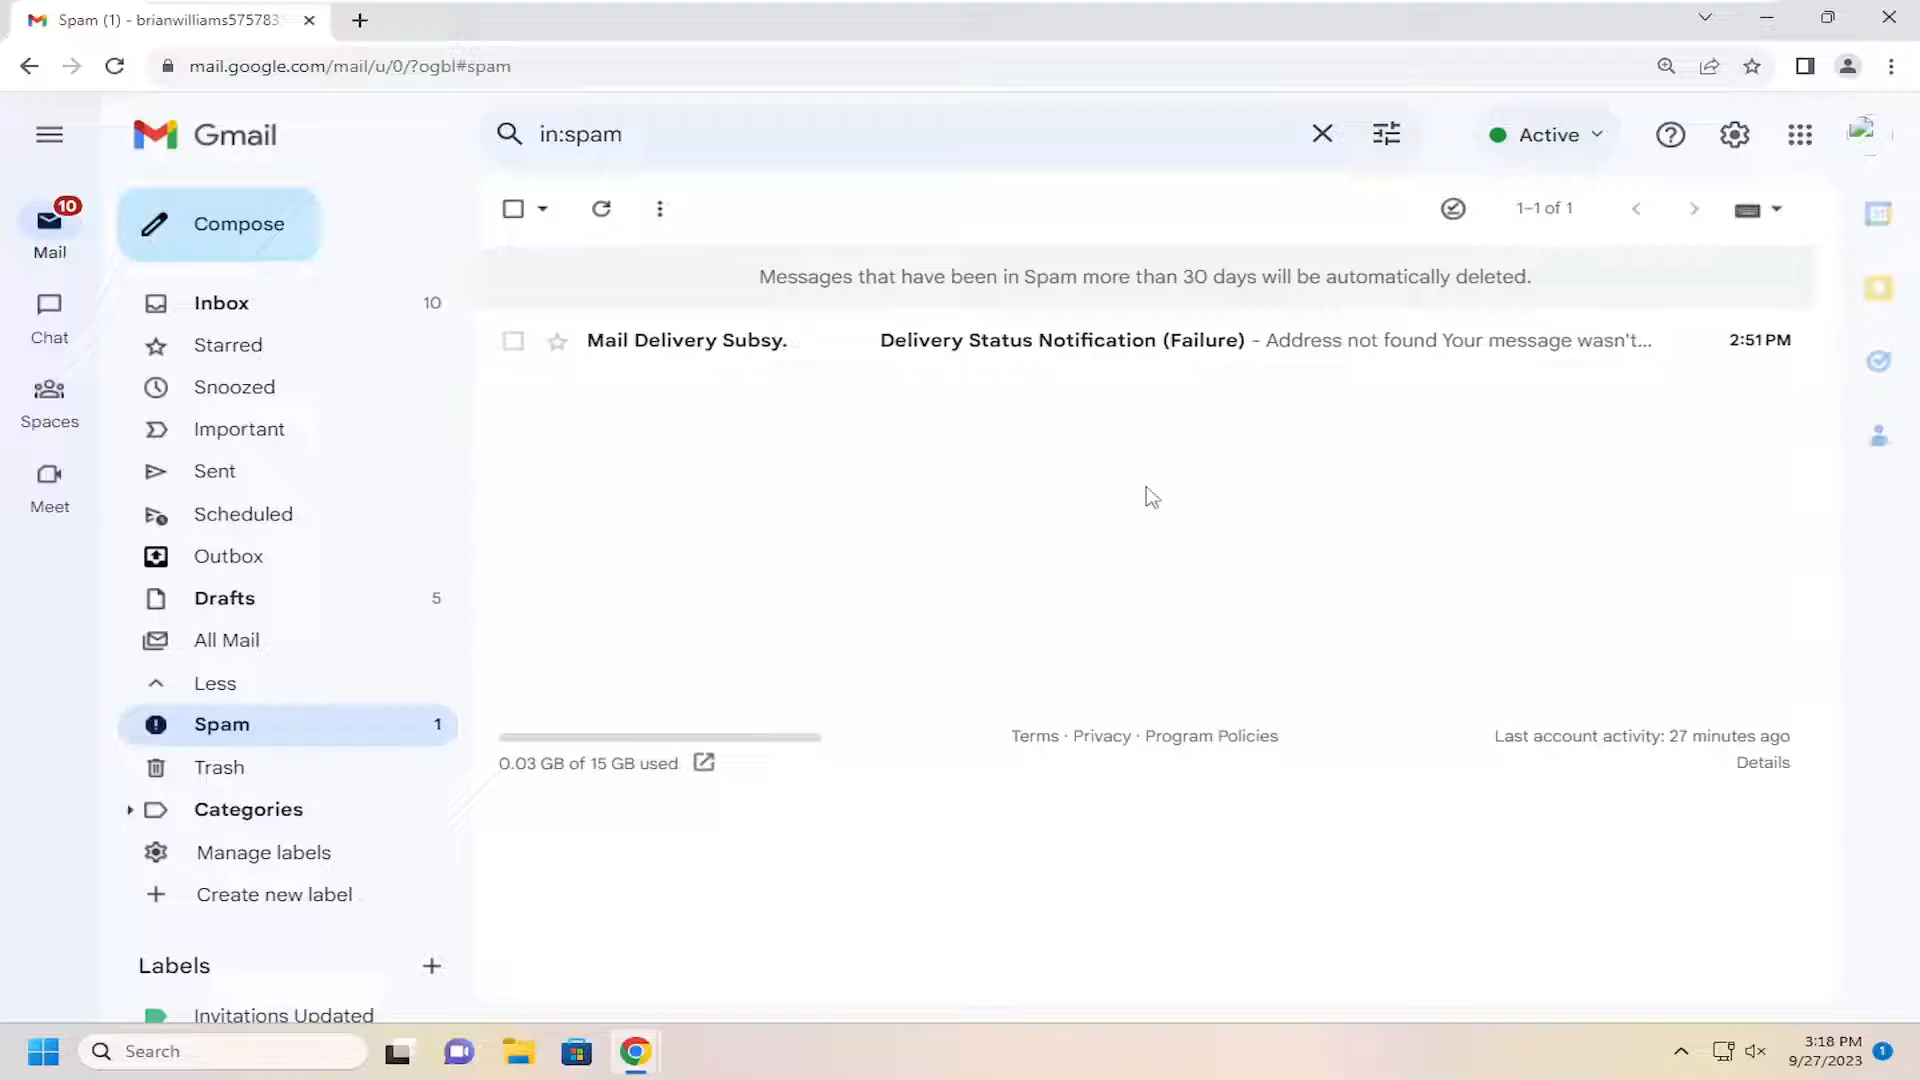 Spam (1) - brianwilliams575783
mail.google.com/mail/u/0/?ogbl#spam
Gmail
in:spam
Active
10
Mail
Chat
Spaces
Meet
Compose
Inbox 10
Starred
Snoozed
Important
Sent
Scheduled
Outbox
Drafts 5
All Mail
Less
Spam 1
Trash
Categories
Manage labels
Create new label
Labels
Invitations Updated
1–1 of 1
Messages that have been in Spam more than 30 days will be automatically deleted.
Mail Delivery Subsy. Delivery Status Notification (Failure) - Address not found Your message wasn't... 2:51 PM
0.03 GB of 15 GB used
Terms · Privacy · Program Policies
Last account activity: 27 minutes ago
Details
Search
3:18 PM
9/27/2023
1